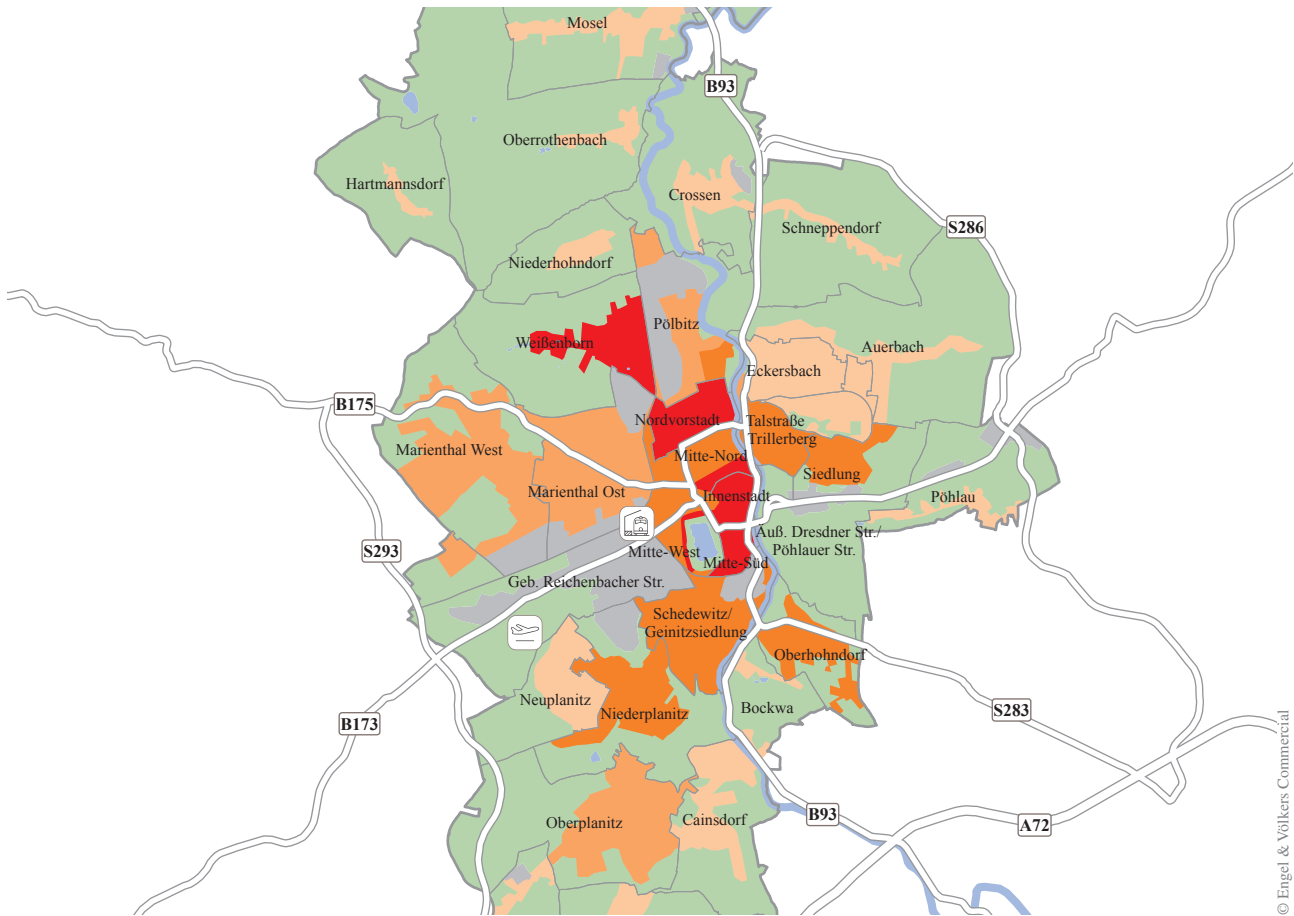 Mosel
B93
Oberrothenbach
Hartmannsdorf
Crossen
Schneppendorf
S286
Niederhohndorf
Pölbitz
Weißenborn
Auerbach
Eckersbach
B175
Nordvorstadt
Talstraße
Trillerberg
Marienthal West
Mitte-Nord
Siedlung
Marienthal Ost
Innenstadt
Pöhlau
Äuß. Dresdner Str./
Pöhlauer Str.
S293
Mitte-West
Mitte-Süd
Geb. Reichenbacher Str.
Schedewitz/
Geinitzsiedlung
Oberhohndorf
Neuplanitz
Bockwa
Niederplanitz
S283
B173
Oberplanitz
Cainsdorf
B93
A72
© Engel & Völkers Commercial